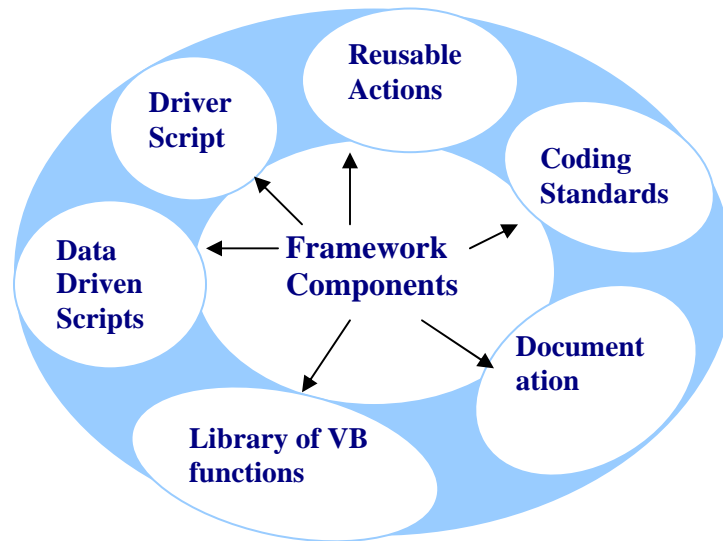 Reusable
Actions
Driver
Script
Coding
Standards
Framework
Components
Data
Driven
Scripts
Document
ation
Library of VB
functions